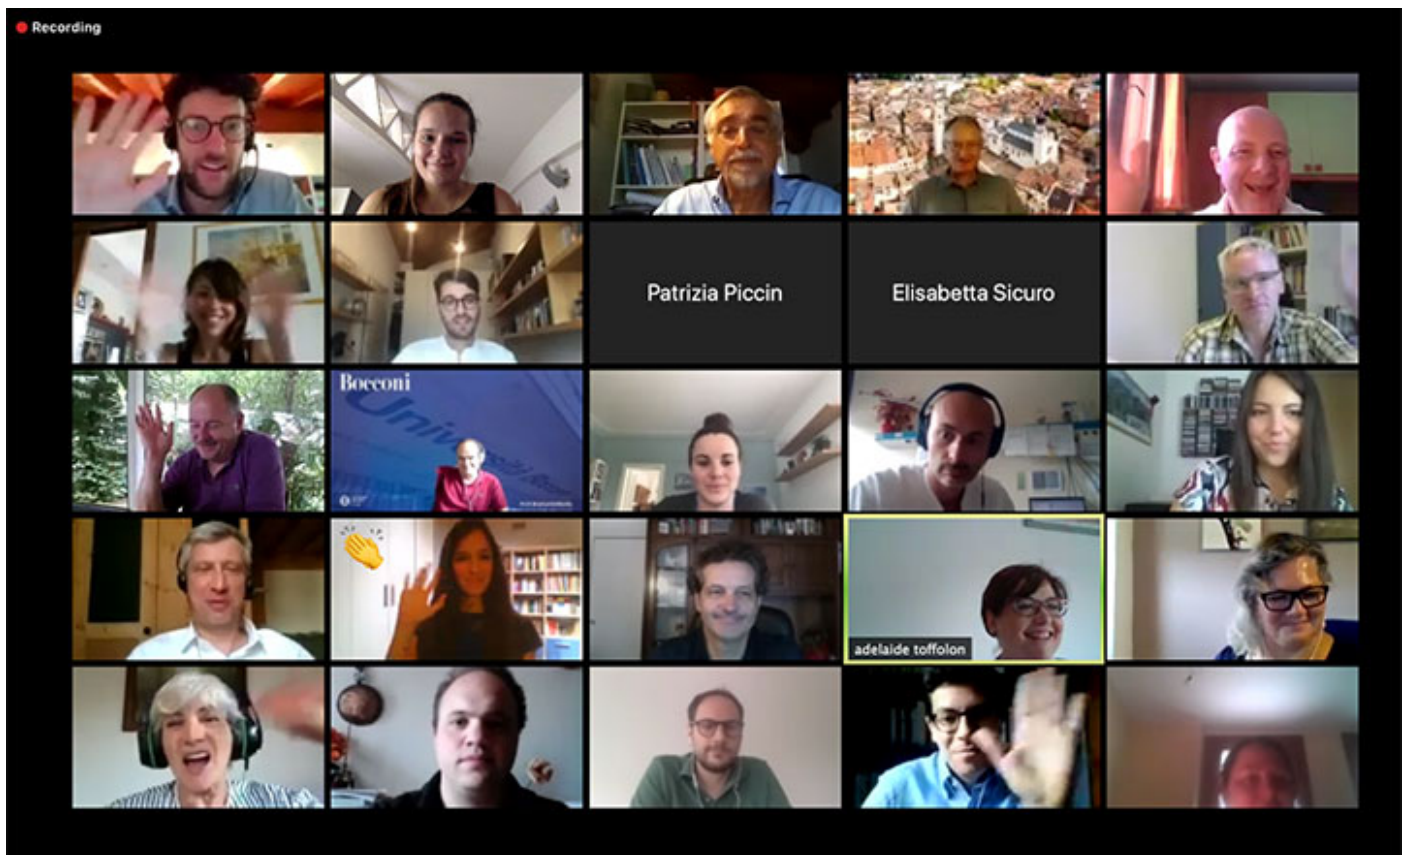 Recording
Patrizia Piccin
Elisabetta Sicuro
Bocconi
adelaide toffolon